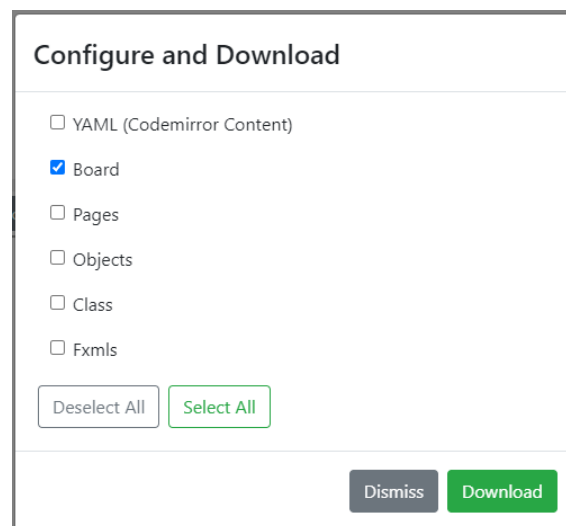 Configure and Download
YAML (Codemirror Content)
Board
Pages
Objects
Class
Fxmls
Deselect All Select All
Dismiss Download